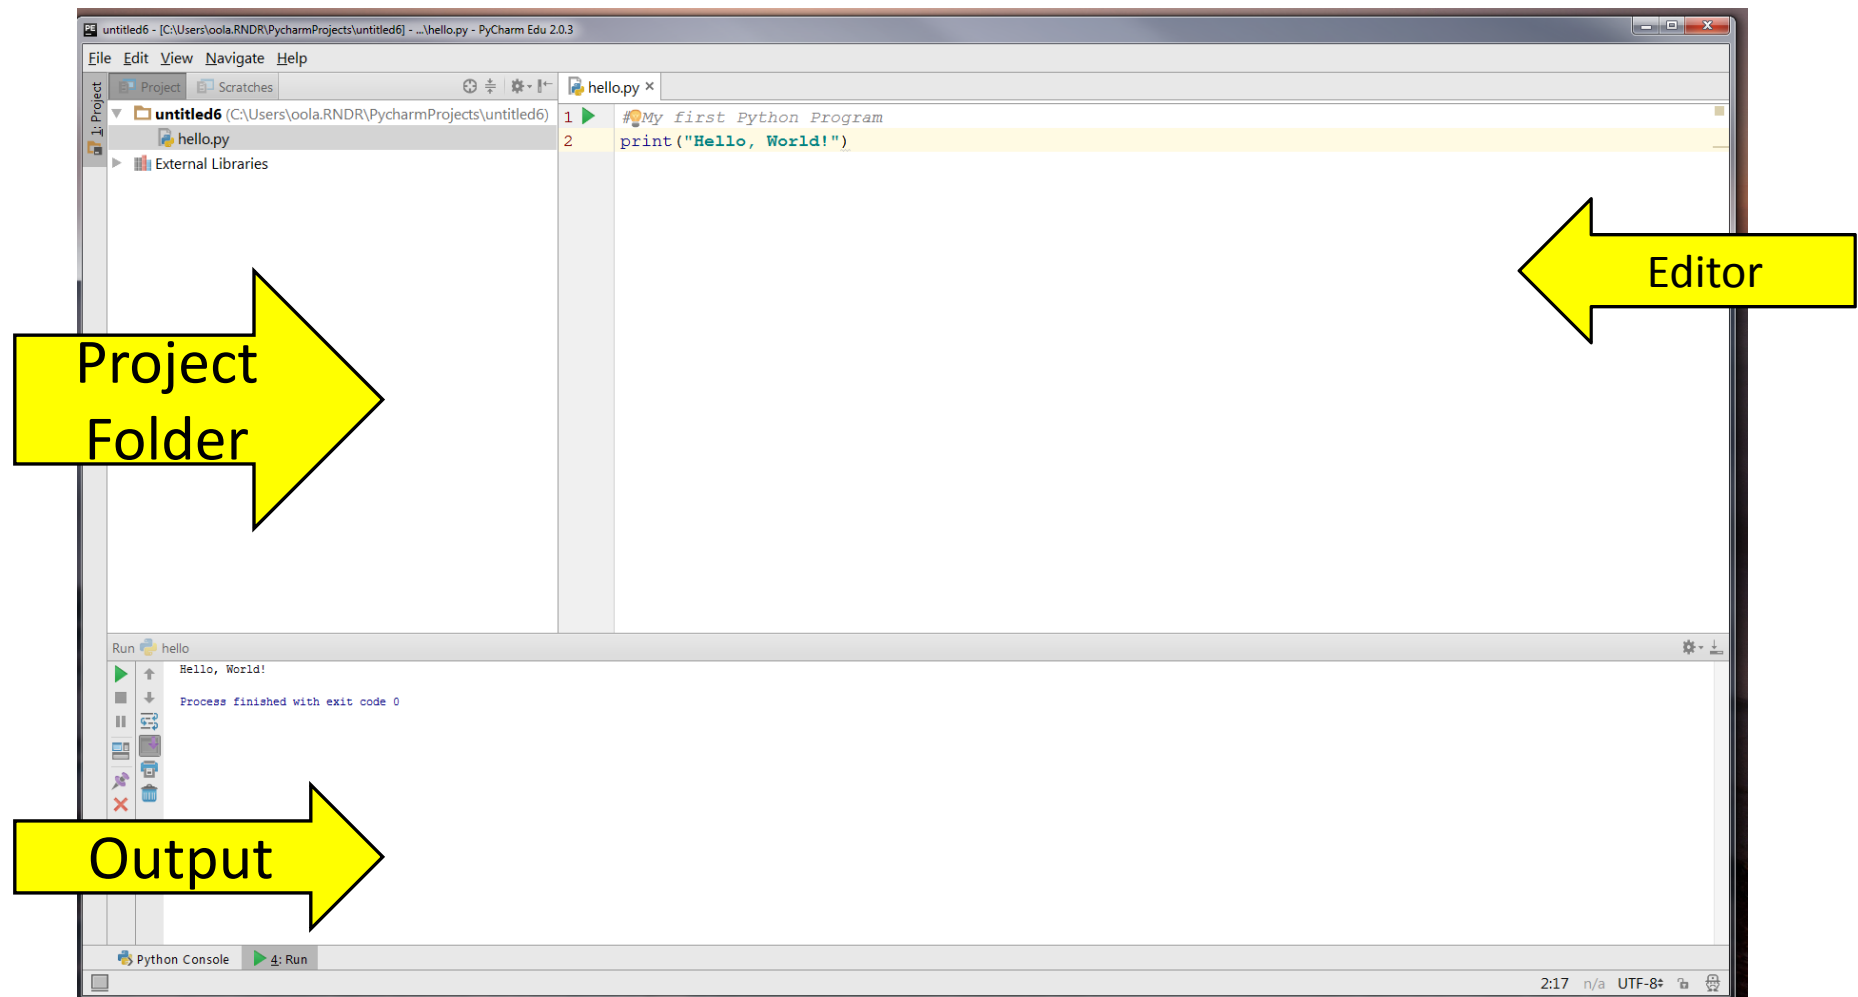 untitled6 - [C:\Users\oola.RNDR\PycharmProjects\untitled6] - ...\hello.py - PyCharm Edu 2.0.3
File Edit View Navigate Help
1: Project
Project Scratches
hello.py
untitled6 (C:\Users\oola.RNDR\PycharmProjects\untitled6)
hello.py
External Libraries
1 #My first Python Program
2 print("Hello, World!")
Editor
Project
Folder
Run hello
Hello, World!
Process finished with exit code 0
Output
Python Console 4: Run
2:17 n/a UTF-8